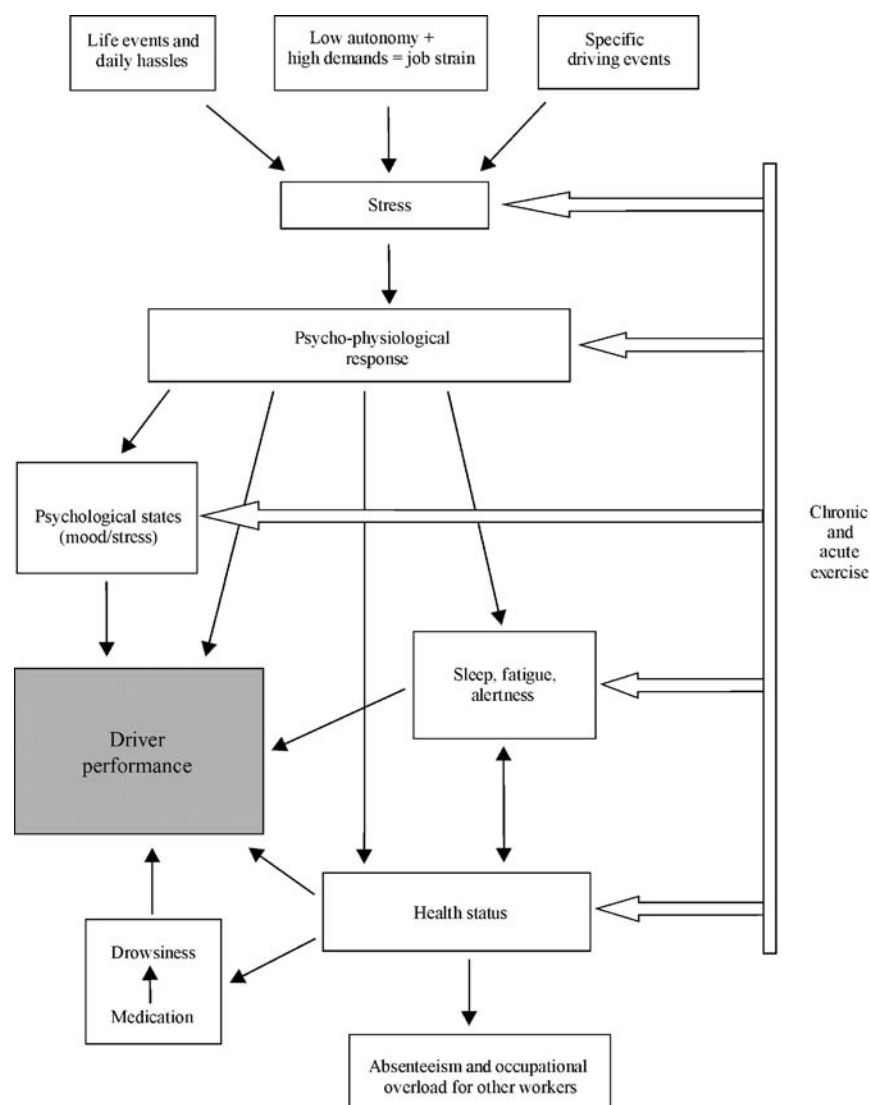 Life events and
daily hassles
Low autonomy +
high demands = job strain
Specific
driving events
Stress
Psycho-physiological
response
Psychological states
(mood/stress)
Chronic
and
acute
exercise
Sleep, fatigue,
alertness
Driver
performance
Health status
Drowsiness
Medication
Absenteeism and occupational
overload for other workers